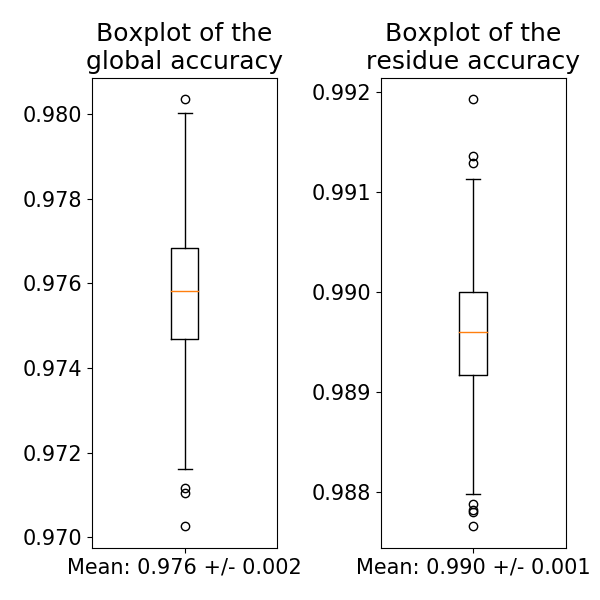 Boxplot of the
global accuracy
0.980
0.978
0.976
0.974
0.972
0.970
Mean: 0.976 +/- 0.002
Boxplot of the
residue accuracy
0.992
0.991
0.990
0.989
0.988
Mean: 0.990 +/- 0.001